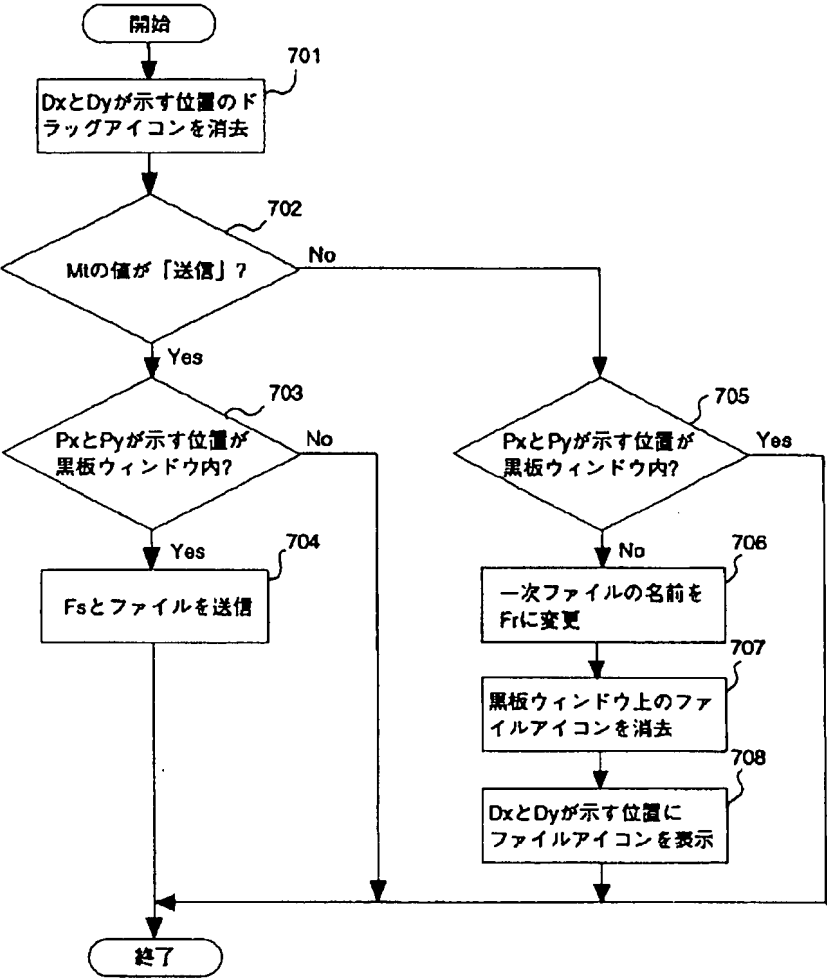 開始
701
DxとDyが示す位置のド
ラッグアイコンを消去
702
Mtの値が「送信」?
No
Yes
703
PxとPyが示す位置が
黒板ウィンドウ内?
No
Yes
704
Fsとファイルを送信
705
PxとPyが示す位置が
黒板ウィンドウ内?
Yes
No
706
一次ファイルの名前を
Frに変更
707
黒板ウィンドウ上のファ
イルアイコンを消去
708
DxとDyが示す位置に
ファイルアイコンを表示
終了